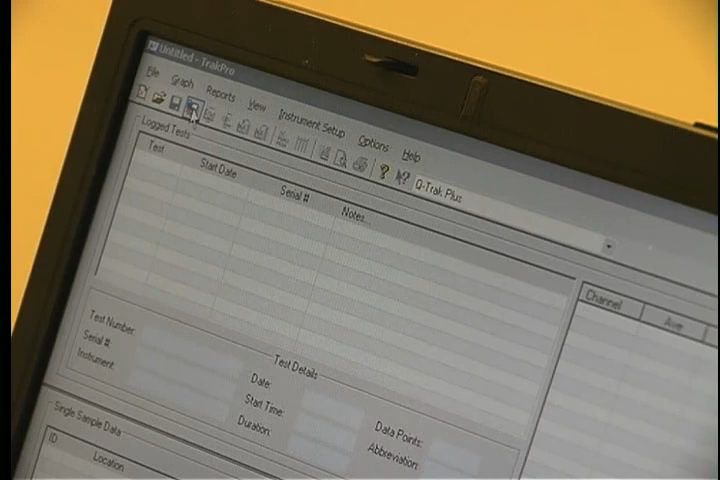 Untitled - TrakPro
File Graph Reports View Instrument Setup Options Help
Q-Trak Plus
Logged Tests
Test Start Date Serial # Notes...
Channel Ave
Test Details
Test Number:
Serial #:
Instrument:
Date:
Start Time:
Duration:
Data Points:
Abbreviation:
Single Sample Data
ID Location